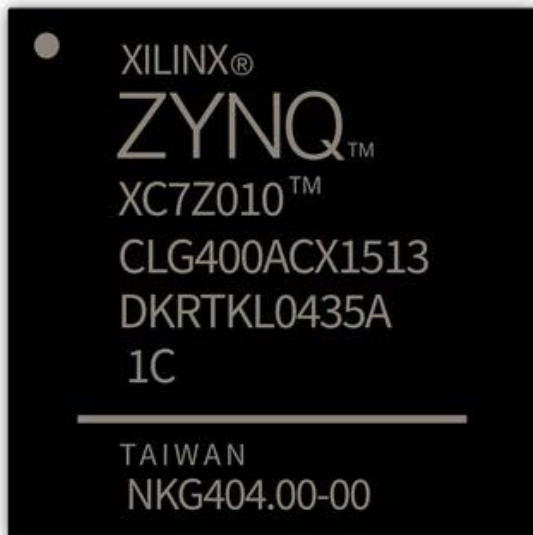 XILINX®
ZYNQ™
XC7Z010™
CLG400ACX1513
DKRTKL0435A
1C
TAIWAN
NKG404.00-00